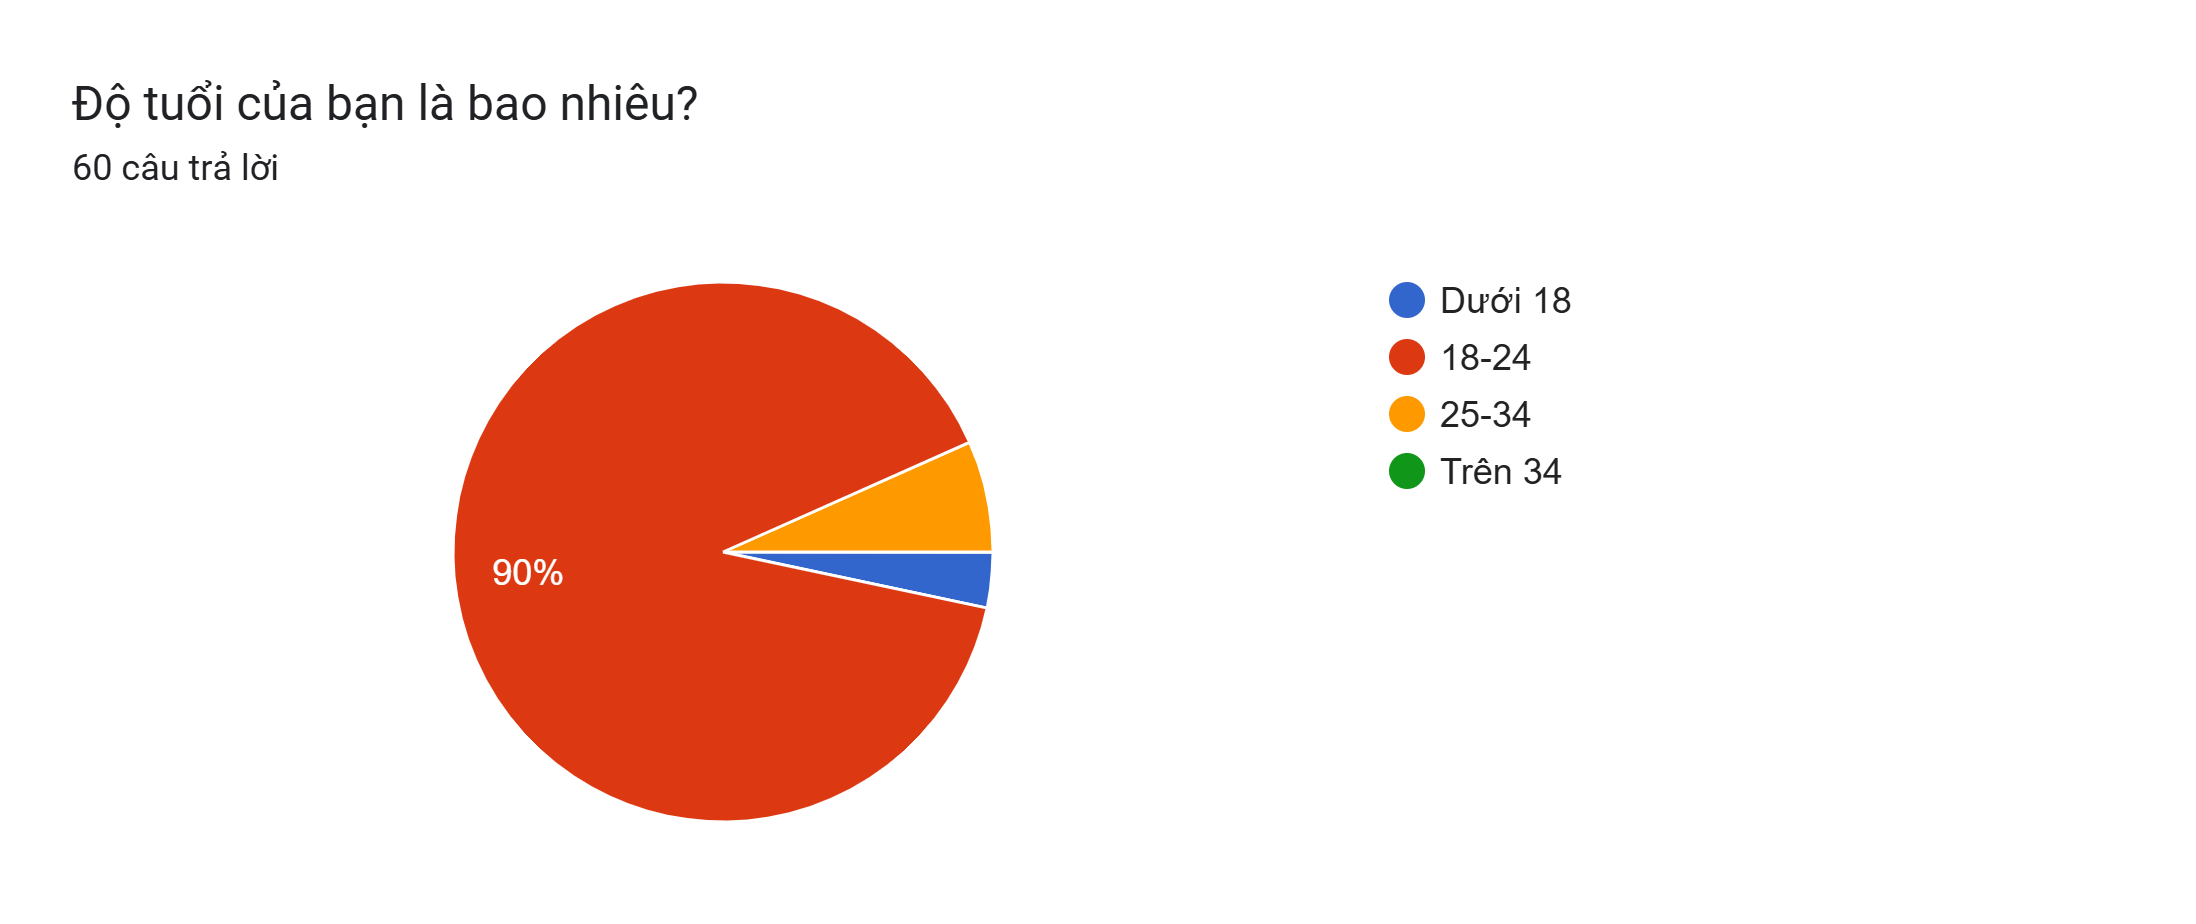 Độ tuổi của bạn là bao nhiêu?
60 câu trả lời
90%
Dưới 18
18-24
25-34
Trên 34